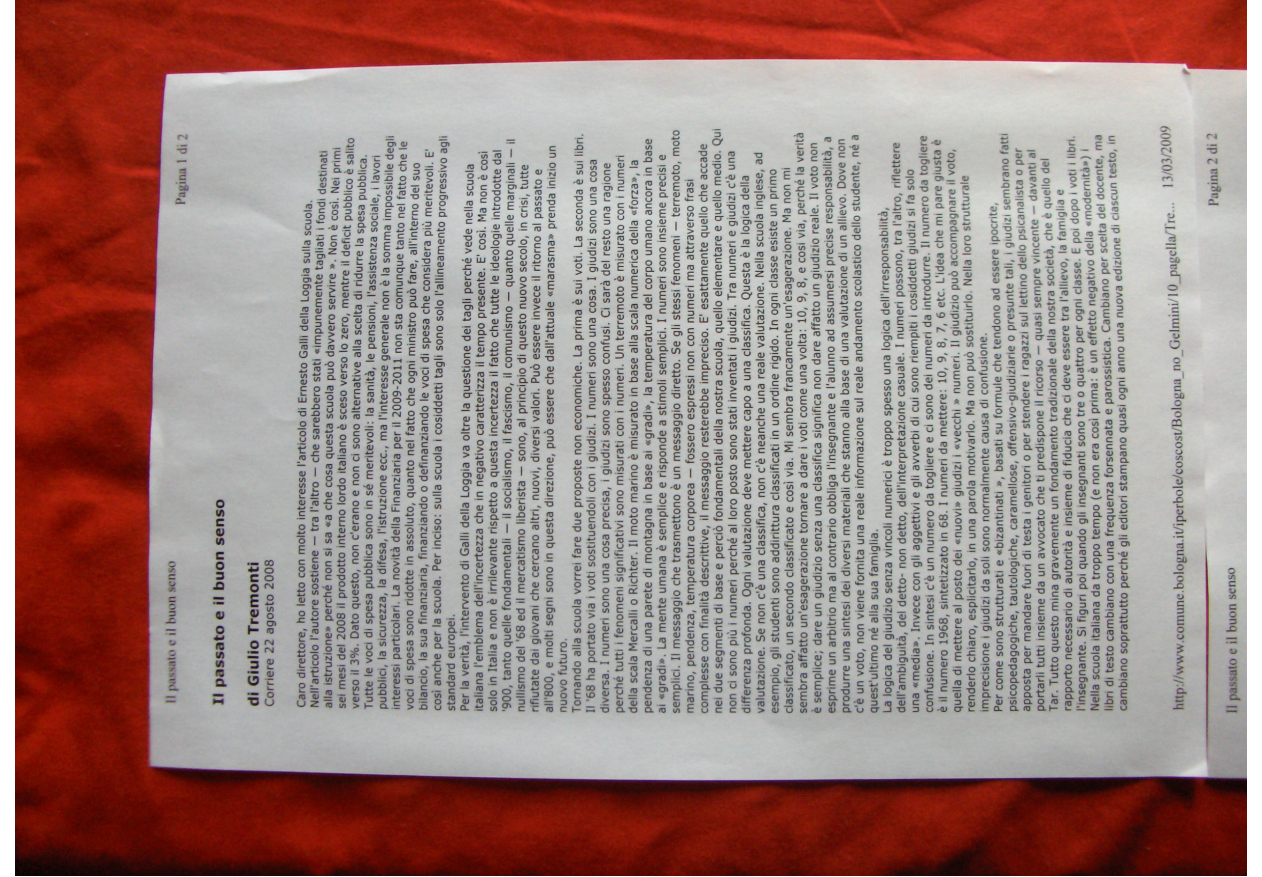 Il passato e il buon senso
Pagina 1 di 2
Il passato e il buon senso
di Giulio Tremonti
Corriere 22 agosto 2008
Caro direttore, ho letto con molto interesse l'articolo di Ernesto Galli della Loggia sulla scuola.
Nell'articolo l'autore sostiene — tra l'altro — che sarebbero stati «impunemente tagliati i fondi destinati
alla istruzione» perché non si sa «a che cosa questa scuola può davvero servire ». Non è così. Nei primi
sei mesi del 2008 il prodotto interno lordo italiano è sceso verso lo zero, mentre il deficit pubblico è salito
verso il 3%. Dato questo, non c'erano e non ci sono alternative alla scelta di ridurre la spesa pubblica.
Tutte le voci di spesa pubblica sono in sé meritevoli: la sanità, le pensioni, l'assistenza sociale, i lavori
pubblici, la sicurezza, la difesa, l'istruzione ecc., ma l'interesse generale non è la somma impossibile degli
interessi particolari. La novità della Finanziaria per il 2009-2011 non sta comunque tanto nel fatto che le
voci di spesa sono ridotte in assoluto, quanto nel fatto che ogni ministro può fare, all'interno del suo
bilancio, la sua finanziaria, finanziando o definanziando le voci di spesa che considera più meritevoli. E'
così anche per la scuola. Per inciso: sulla scuola i cosiddetti tagli sono solo l'allineamento progressivo agli
standard europei.
Per la verità, l'intervento di Galli della Loggia va oltre la questione dei tagli perché vede nella scuola
italiana l'emblema dell'incertezza che in negativo caratterizza il tempo presente. E' così. Ma non è così
solo in Italia e non è irrilevante rispetto a questa incertezza il fatto che tutte le ideologie introdotte dal
'900, tanto quelle fondamentali — il socialismo, il fascismo, il comunismo — quanto quelle marginali — il
nullismo del '68 ed il mercatismo liberista — sono, al principio di questo nuovo secolo, in crisi, tutte
rifiutate dai giovani che cercano altri, nuovi, diversi valori. Può essere invece il ritorno al passato e
all'800, e molti segni sono in questa direzione, può essere che dall'attuale «marasma» prenda inizio un
nuovo futuro.
Tornando alla scuola vorrei fare due proposte non economiche. La prima è sui voti. La seconda è sui libri.
Il '68 ha portato via i voti sostituendoli con i giudizi. I numeri sono una cosa. I giudizi sono una cosa
diversa. I numeri sono una cosa precisa, i giudizi sono spesso confusi. Ci sarà del resto una ragione
perché tutti i fenomeni significativi sono misurati con i numeri. Un terremoto è misurato con i numeri
della scala Mercalli o Richter. Il moto marino è misurato in base alla scala numerica della «forza», la
pendenza di una parete di montagna in base ai «gradi», la temperatura del corpo umano ancora in base
ai «gradi». La mente umana è semplice e risponde a stimoli semplici. I numeri sono insieme precisi e
semplici. Il messaggio che trasmettono è un messaggio diretto. Se gli stessi fenomeni — terremoto, moto
marino, pendenza, temperatura corporea — fossero espressi non con numeri ma attraverso frasi
complesse con finalità descrittive, il messaggio resterebbe impreciso. E' esattamente quello che accade
nei due segmenti di base e perciò fondamentali della nostra scuola, quello elementare e quello medio. Qui
non ci sono più i numeri perché al loro posto sono stati inventati i giudizi. Tra numeri e giudizi c'è una
differenza profonda. Ogni valutazione deve mettere capo a una classifica. Questa è la logica della
valutazione. Se non c'è una classifica, non c'è neanche una reale valutazione. Nella scuola inglese, ad
esempio, gli studenti sono addirittura classificati in un ordine rigido. In ogni classe esiste un primo
classificato, un secondo classificato e così via. Mi sembra francamente un'esagerazione. Ma non mi
sembra affatto un'esagerazione tornare a dare i voti come una volta: 10, 9, 8, e così via, perché la verità
è semplice; dare un giudizio senza una classifica significa non dare affatto un giudizio reale. Il voto non
esprime un arbitrio ma al contrario obbliga l'insegnante e l'alunno ad assumersi precise responsabilità, a
produrre una sintesi dei diversi materiali che stanno alla base di una valutazione di un allievo. Dove non
c'è un voto, non viene fornita una reale informazione sul reale andamento scolastico dello studente, né a
quest'ultimo né alla sua famiglia.
La logica del giudizio senza vincoli numerici è troppo spesso una logica dell'irresponsabilità,
dell'ambiguità, del detto- non detto, dell'interpretazione casuale. I numeri possono, tra l'altro, riflettere
una «media». Invece con gli aggettivi e gli avverbi di cui sono riempiti i cosiddetti giudizi si fa solo
confusione. In sintesi c'è un numero da togliere e ci sono dei numeri da introdurre. Il numero da togliere
è il numero 1968, sintetizzato in 68. I numeri da mettere: 10, 9, 8, 7, 6 etc. L'idea che mi pare giusta è
quella di mettere al posto dei «nuovi» giudizi i «vecchi » numeri. Il giudizio può accompagnare il voto,
renderlo chiaro, esplicitarlo, in una parola motivarlo. Ma non può sostituirlo. Nella loro strutturale
imprecisione i giudizi da soli sono normalmente causa di confusione.
Per come sono strutturati e «bizantinati », basati su formule che tendono ad essere ipocrite,
psicopedagogiche, tautologiche, caramellose, offensivo-giudiziarie o presunte tali, i giudizi sembrano fatti
apposta per mandare fuori di testa i genitori o per stendere i ragazzi sul lettino dello psicanalista o per
portarli tutti insieme da un avvocato che ti predispone il ricorso — quasi sempre vincente — davanti al
Tar. Tutto questo mina gravemente un fondamento tradizionale della nostra società, che è quello del
rapporto necessario di autorità e insieme di fiducia che ci deve essere tra l'allievo, la famiglia e
l'insegnante. Si figuri poi quando gli insegnanti sono tre o quattro per ogni classe. E poi dopo i voti i libri.
Nella scuola italiana da troppo tempo (e non era così prima: è un effetto negativo della «modernità») i
libri di testo cambiano con una frequenza forsennata e parossistica. Cambiano per scelta del docente, ma
cambiano soprattutto perché gli editori stampano quasi ogni anno una nuova edizione di ciascun testo, in
http://www.comune.bologna.it/iperbole/coscost/Bologna_no_Gelmini/10_pagella/Tre... 13/03/2009
Il passato e il buon senso
Pagina 2 di 2